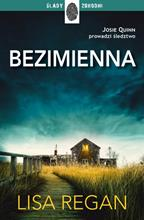 ŚLADY ZBRODNI
JOSIE QUINN
prowadzi śledztwo
BEZIMIENNA
LISA REGAN